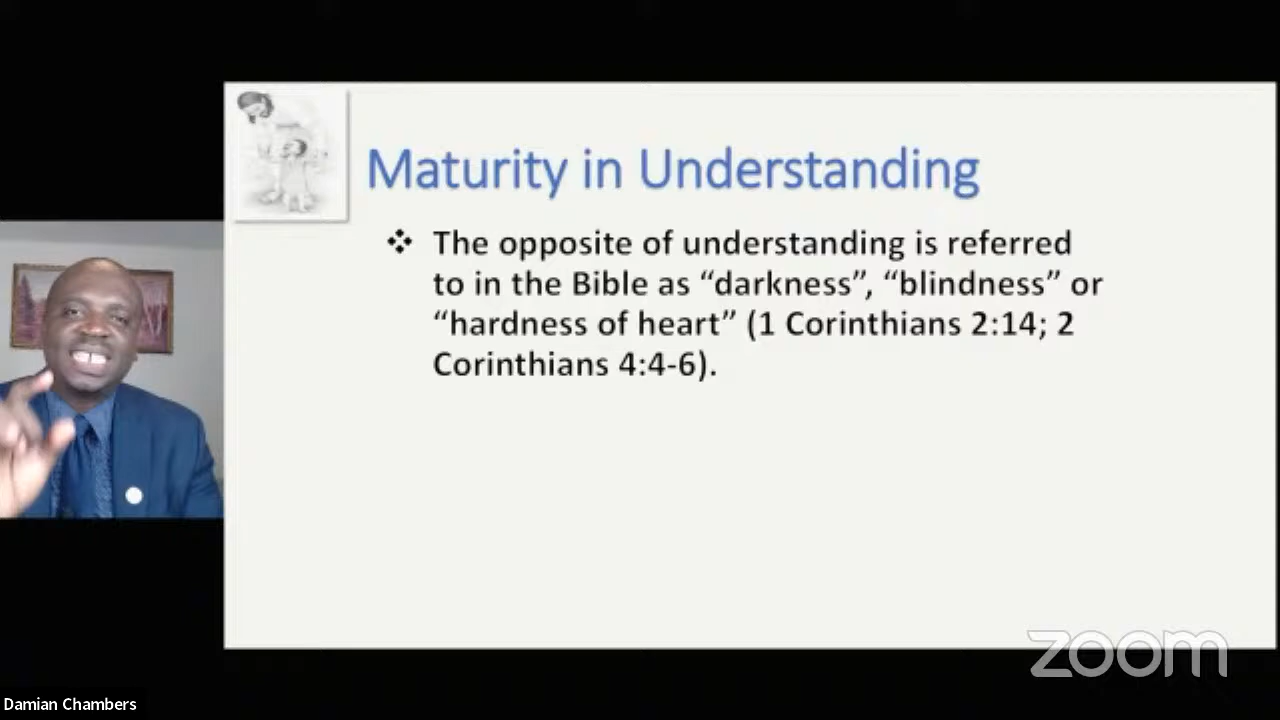 Maturity in Understanding
❖ The opposite of understanding is referred
to in the Bible as “darkness”, “blindness” or
“hardness of heart” (1 Corinthians 2:14; 2
Corinthians 4:4-6).
zoom
Damian Chambers